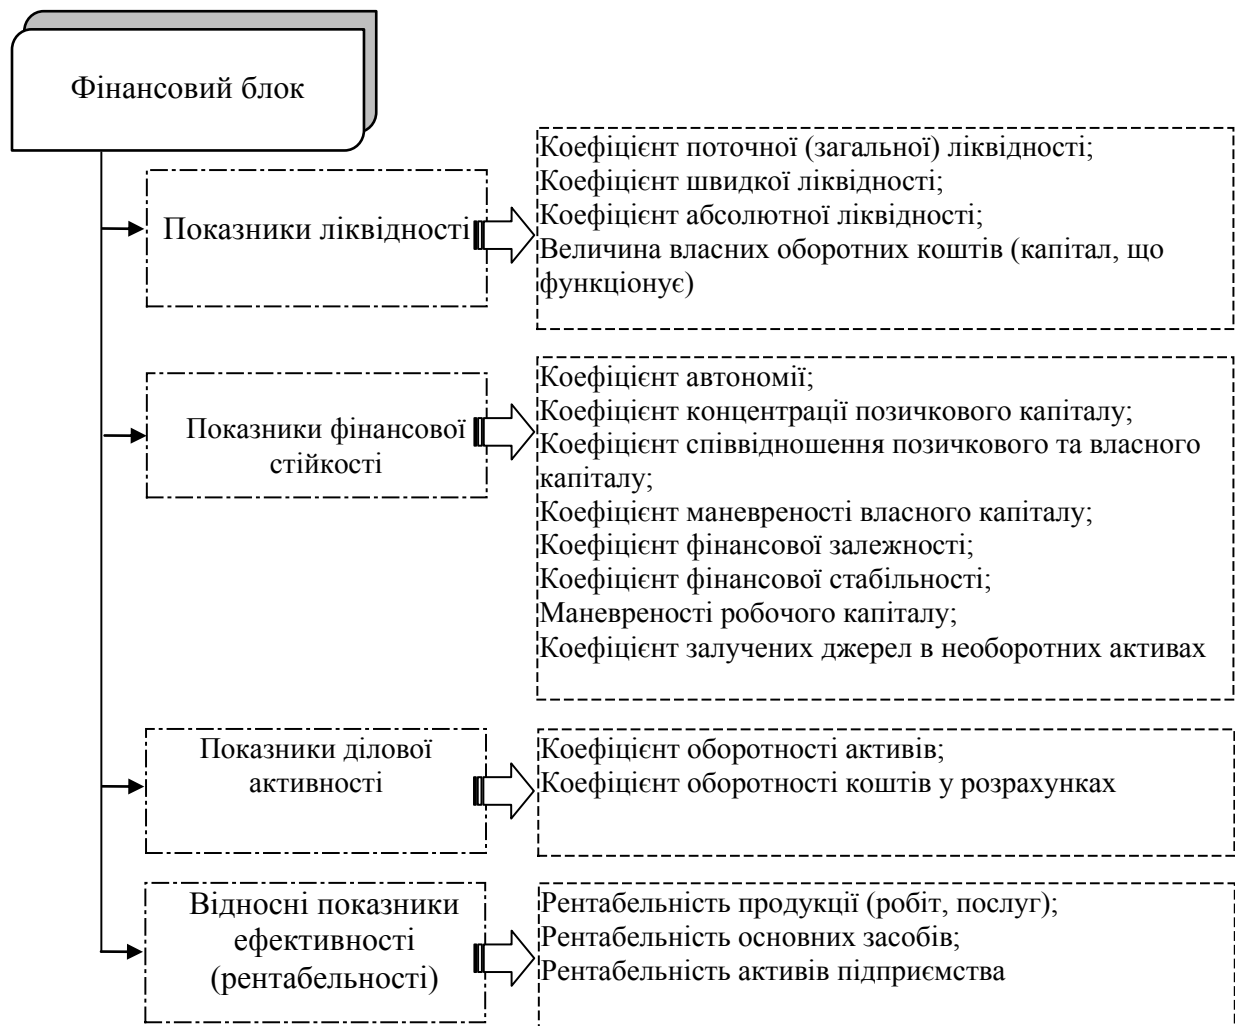 Фінансовий блок
Показники ліквідності
Коефіцієнт поточної (загальної) ліквідності;
Коефіцієнт швидкої ліквідності;
Коефіцієнт абсолютної ліквідності;
Величина власних оборотних коштів (капітал, що
функціонує)
Показники фінансової
стійкості
Коефіцієнт автономії;
Коефіцієнт концентрації позичкового капіталу;
Коефіцієнт співвідношення позичкового та власного
капіталу;
Коефіцієнт маневреності власного капіталу;
Коефіцієнт фінансової залежності;
Коефіцієнт фінансової стабільності;
Маневреності робочого капіталу;
Коефіцієнт залучених джерел в необоротних активах
Показники ділової
активності
Коефіцієнт оборотності активів;
Коефіцієнт оборотності коштів у розрахунках
Відносні показники
ефективності
(рентабельності)
Рентабельність продукції (робіт, послуг);
Рентабельність основних засобів;
Рентабельність активів підприємства